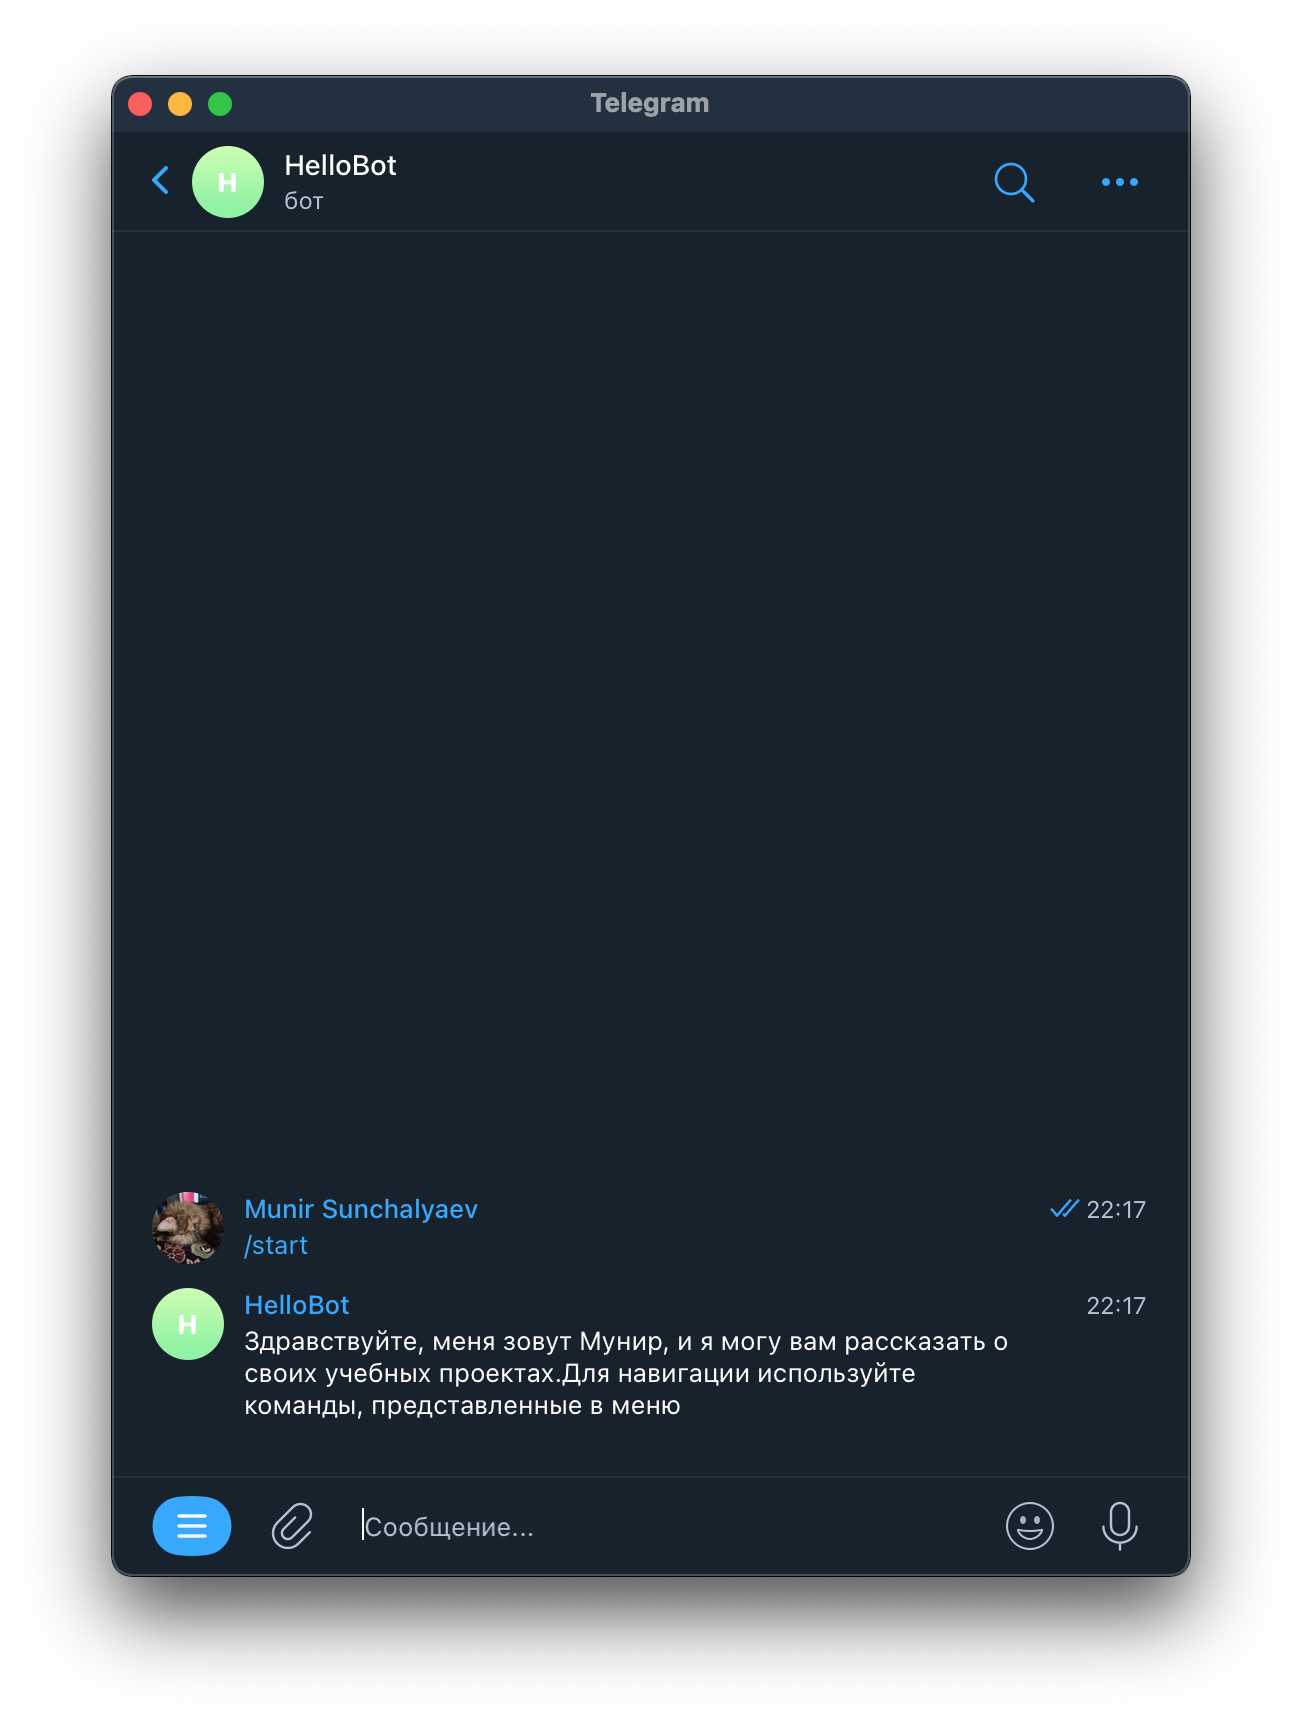 Telegram
H
HelloBot
бот
Munir Sunchalyaev
22:17
/start
H
HelloBot
22:17
Здравствуйте, меня зовут Мунир, и я могу вам рассказать о
своих учебных проектах.Для навигации используйте
команды, представленные в меню
Сообщение...